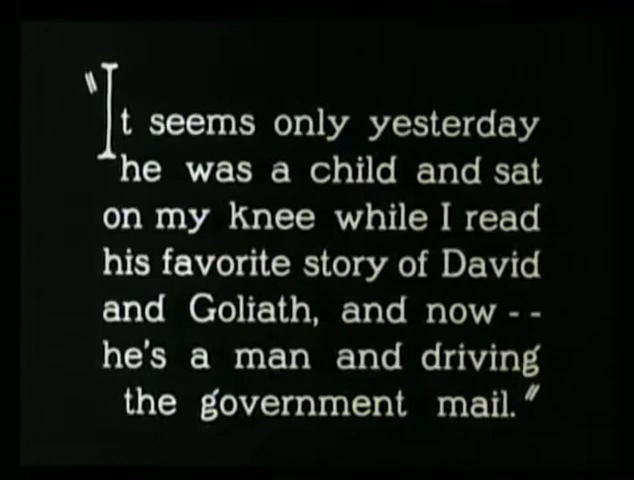 "It seems only yesterday
he was a child and sat
on my knee while I read
his favorite story of David
and Goliath, and now - -
he's a man and driving
the government mail."